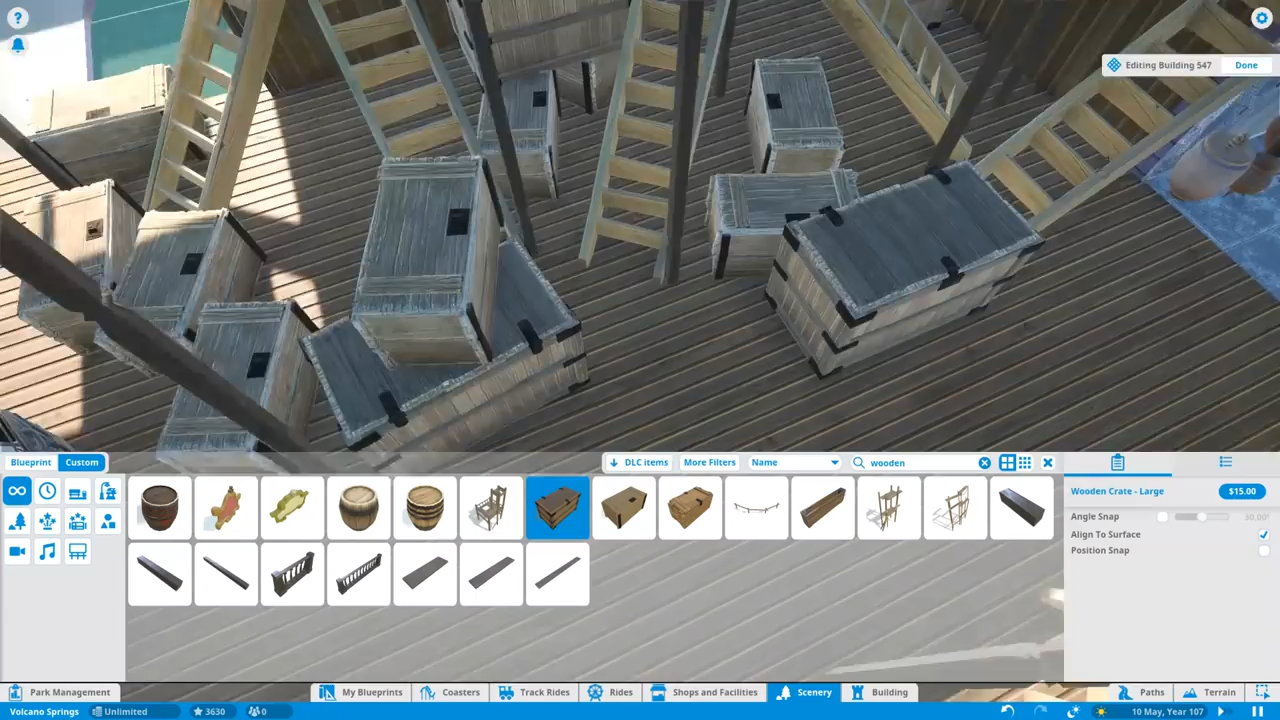 ?
Editing Building 547 Done
Blueprint Custom DLC items More Filters Name wooden
Wooden Crate - Large $15.00
Angle Snap 30.00°
Align To Surface
Position Snap
Park Management My Blueprints Coasters Track Rides Rides Shops and Facilities Scenery Building Paths Terrain
Volcano Springs Unlimited 3630 0 10 May, Year 107